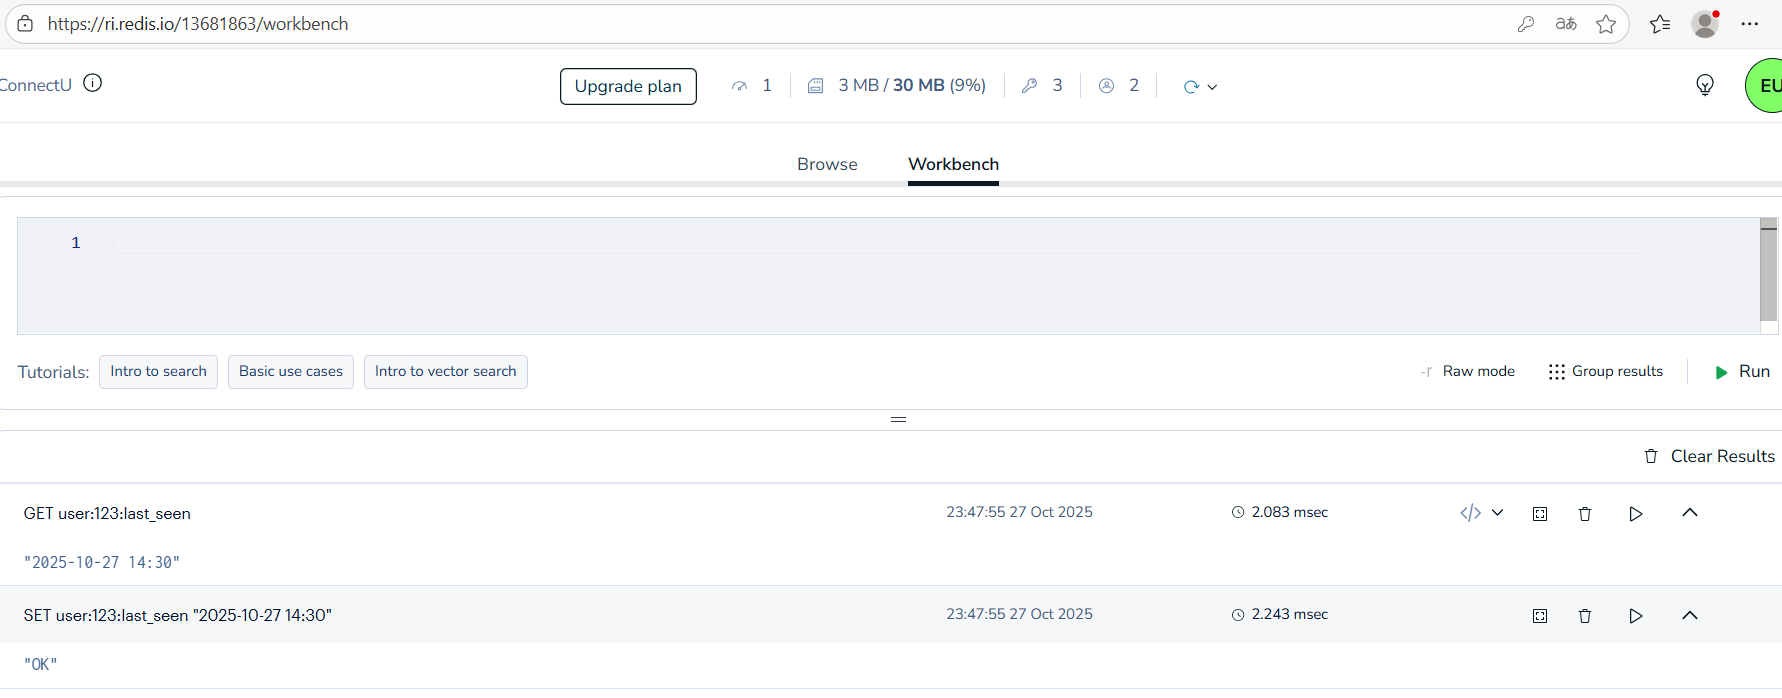 https://ri.redis.io/13681863/workbench
ConnectU
Upgrade plan
1
3 MB / 30 MB (9%)
3
2
EU
Browse
Workbench
1
Tutorials:
Intro to search
Basic use cases
Intro to vector search
-r Raw mode
Group results
Run
Clear Results
GET user:123:last_seen
23:47:55 27 Oct 2025
2.083 msec
"2025-10-27 14:30"
SET user:123:last_seen "2025-10-27 14:30"
23:47:55 27 Oct 2025
2.243 msec
"OK"